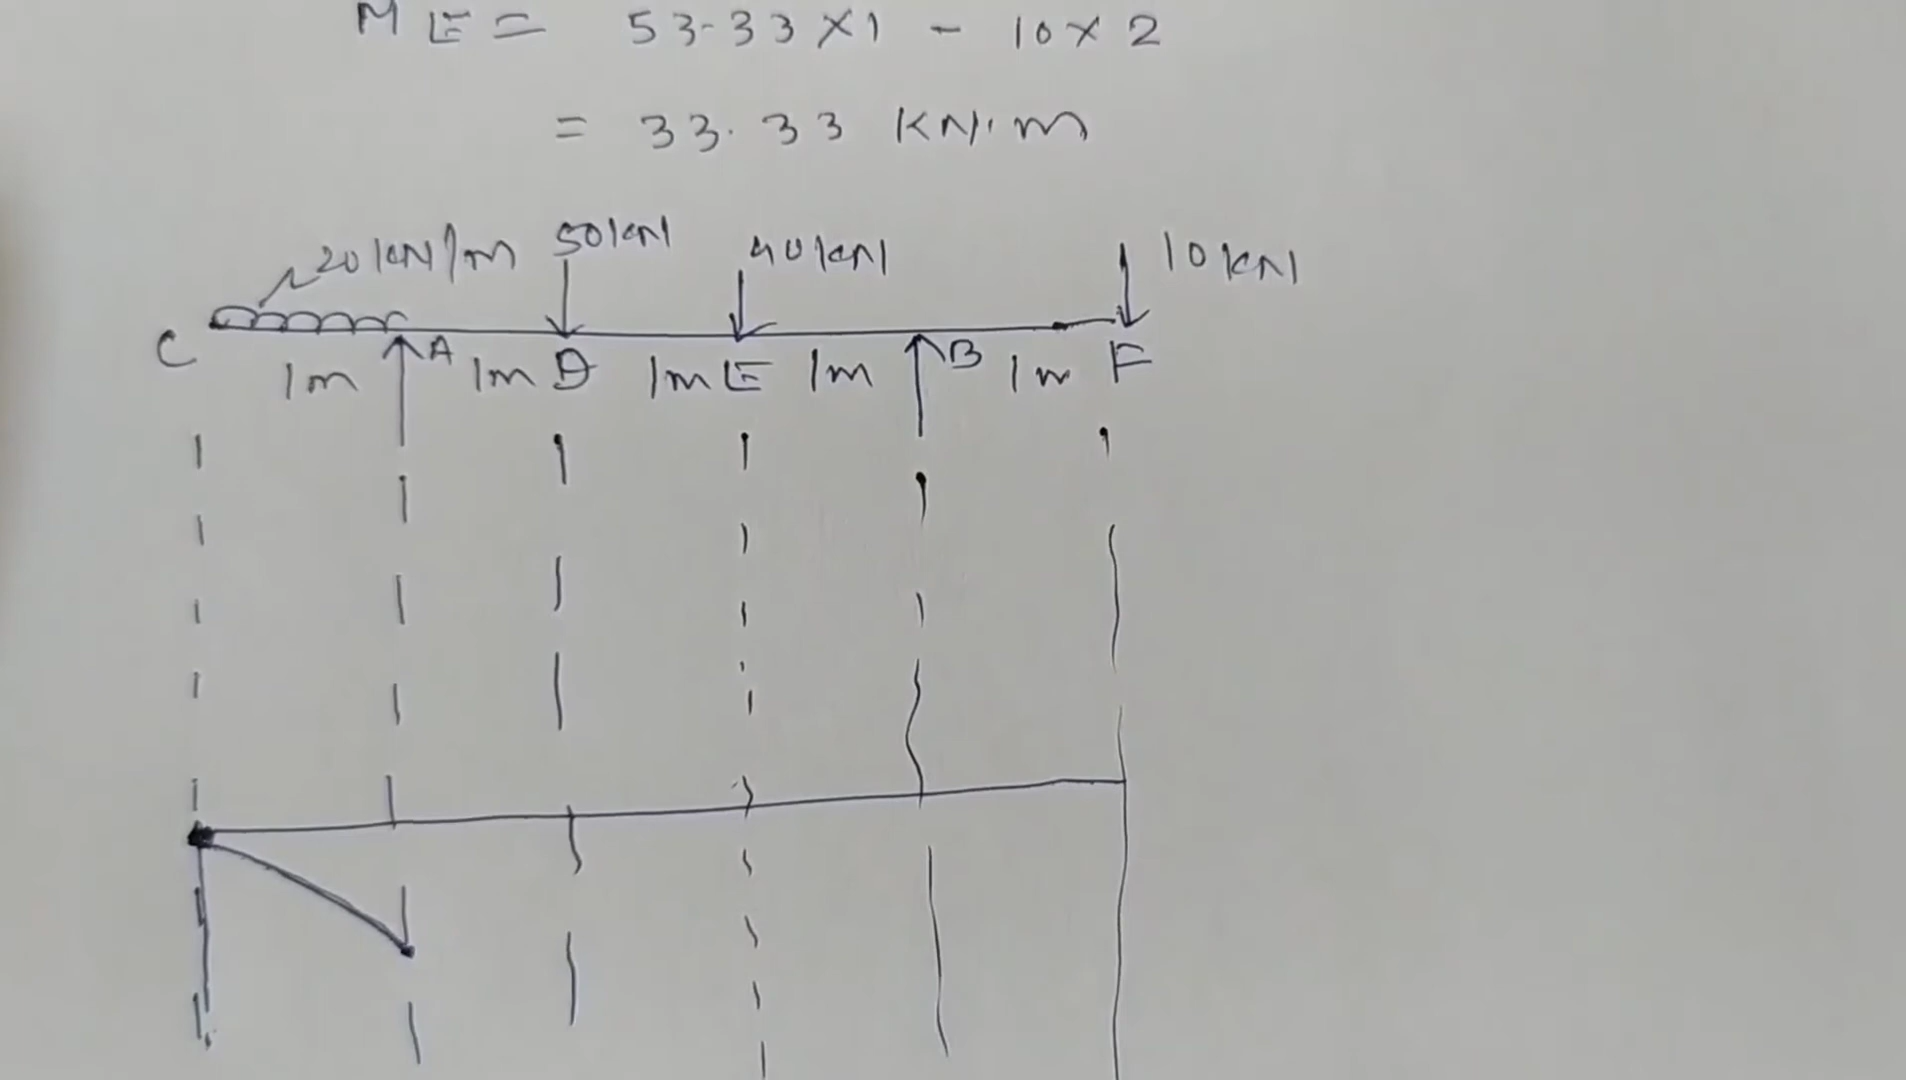 ME = 53.33 X 1 - 10 X 2
= 33.33 KN.m
20 kN/m 50 kN 40 kN 10 kN
C A D E B F
1m 1m 1m 1m 1m